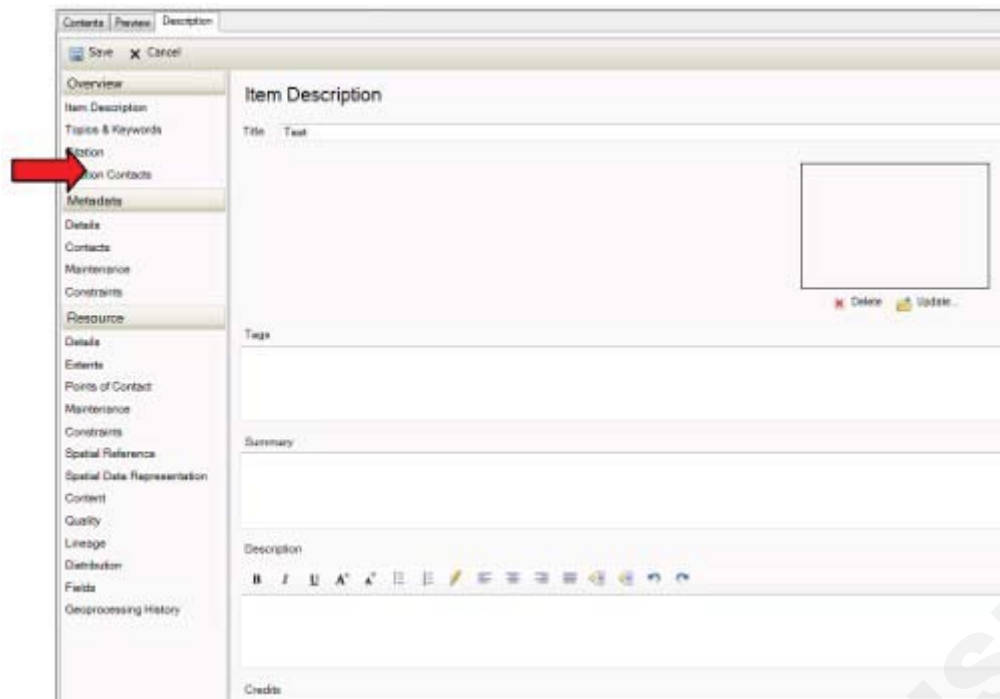 Contents Preview Description
Save Cancel
Overview
Item Description
Topics & Keywords
Citation Contacts
Metadata
Details
Contacts
Maintenance
Constraints
Resource
Details
Extents
Points of Contact
Maintenance
Constraints
Spatial Reference
Spatial Data Representation
Content
Quality
Lineage
Distribution
Fields
Geoprocessing History
Item Description
Title Test
Delete Update...
Tags
Summary
Description
B I U A A
Credits